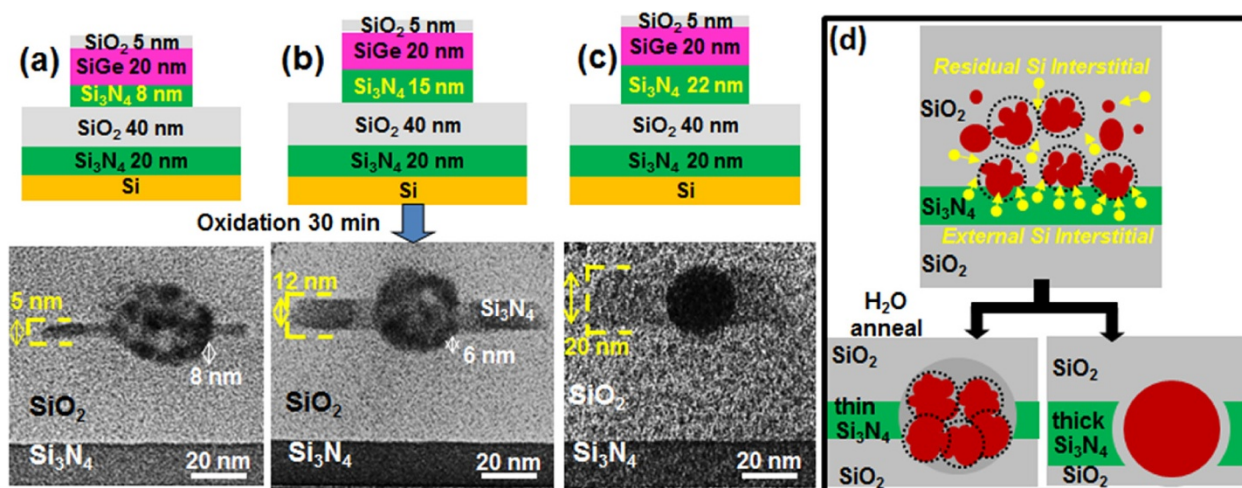 (a)
SiO2 5 nm
SiGe 20 nm
Si3N4 8 nm
SiO2 40 nm
Si3N4 20 nm
Si
(b)
SiO2 5 nm
SiGe 20 nm
Si3N4 15 nm
SiO2 40 nm
Si3N4 20 nm
Si
(c)
SiO2 5 nm
SiGe 20 nm
Si3N4 22 nm
SiO2 40 nm
Si3N4 20 nm
Si
Oxidation 30 min
5 nm
8 nm
SiO2
Si3N4
20 nm
12 nm
Si3N4
6 nm
SiO2
Si3N4
20 nm
20 nm
SiO2
Si3N4
20 nm
(d)
Residual Si Interstitial
SiO2
Si3N4
External Si Interstitial
SiO2
H2O
anneal
SiO2
thin
Si3N4
SiO2
SiO2
thick
Si3N4
SiO2